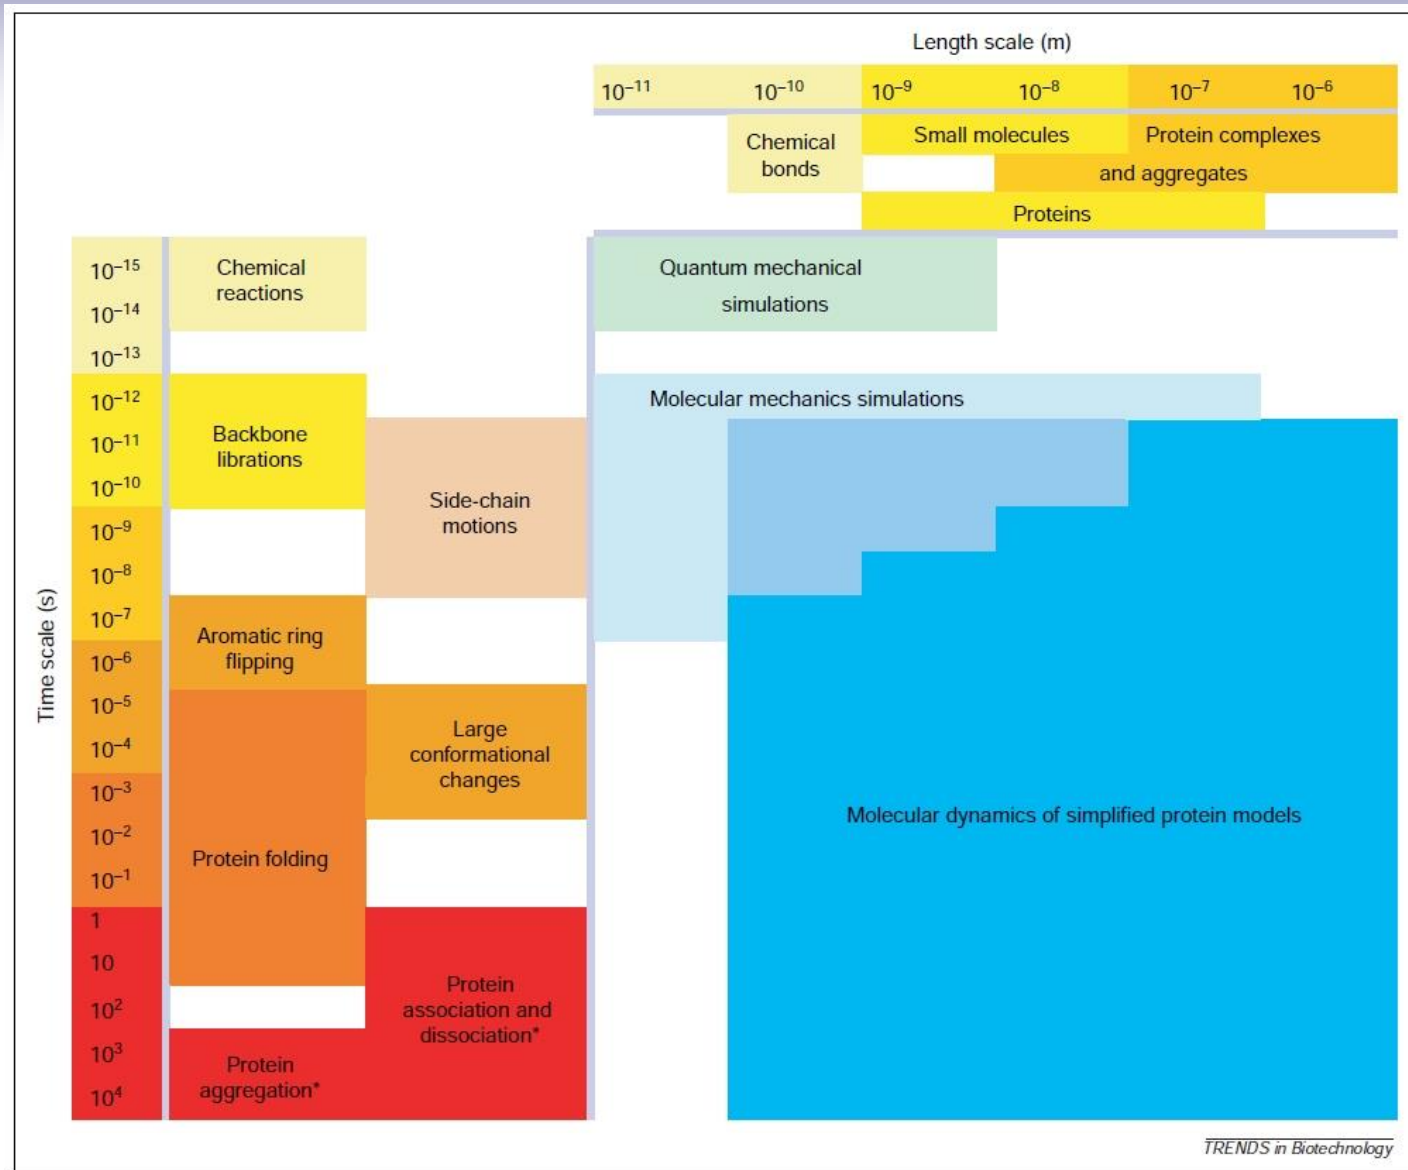 Length scale (m)
10⁻¹¹ 10⁻¹⁰ 10⁻⁹ 10⁻⁸ 10⁻⁷ 10⁻⁶
Chemical
bonds
Small molecules
Protein complexes
and aggregates
Proteins
Time scale (s)
10⁻¹⁵
10⁻¹⁴
10⁻¹³
10⁻¹²
10⁻¹¹
10⁻¹⁰
10⁻⁹
10⁻⁸
10⁻⁷
10⁻⁶
10⁻⁵
10⁻⁴
10⁻³
10⁻²
10⁻¹
1
10
10²
10³
10⁴
Chemical
reactions
Backbone
librations
Side-chain
motions
Aromatic ring
flipping
Large
conformational
changes
Protein folding
Protein
association and
dissociation*
Protein
aggregation*
Quantum mechanical
simulations
Molecular mechanics simulations
Molecular dynamics of simplified protein models
TRENDS in Biotechnology